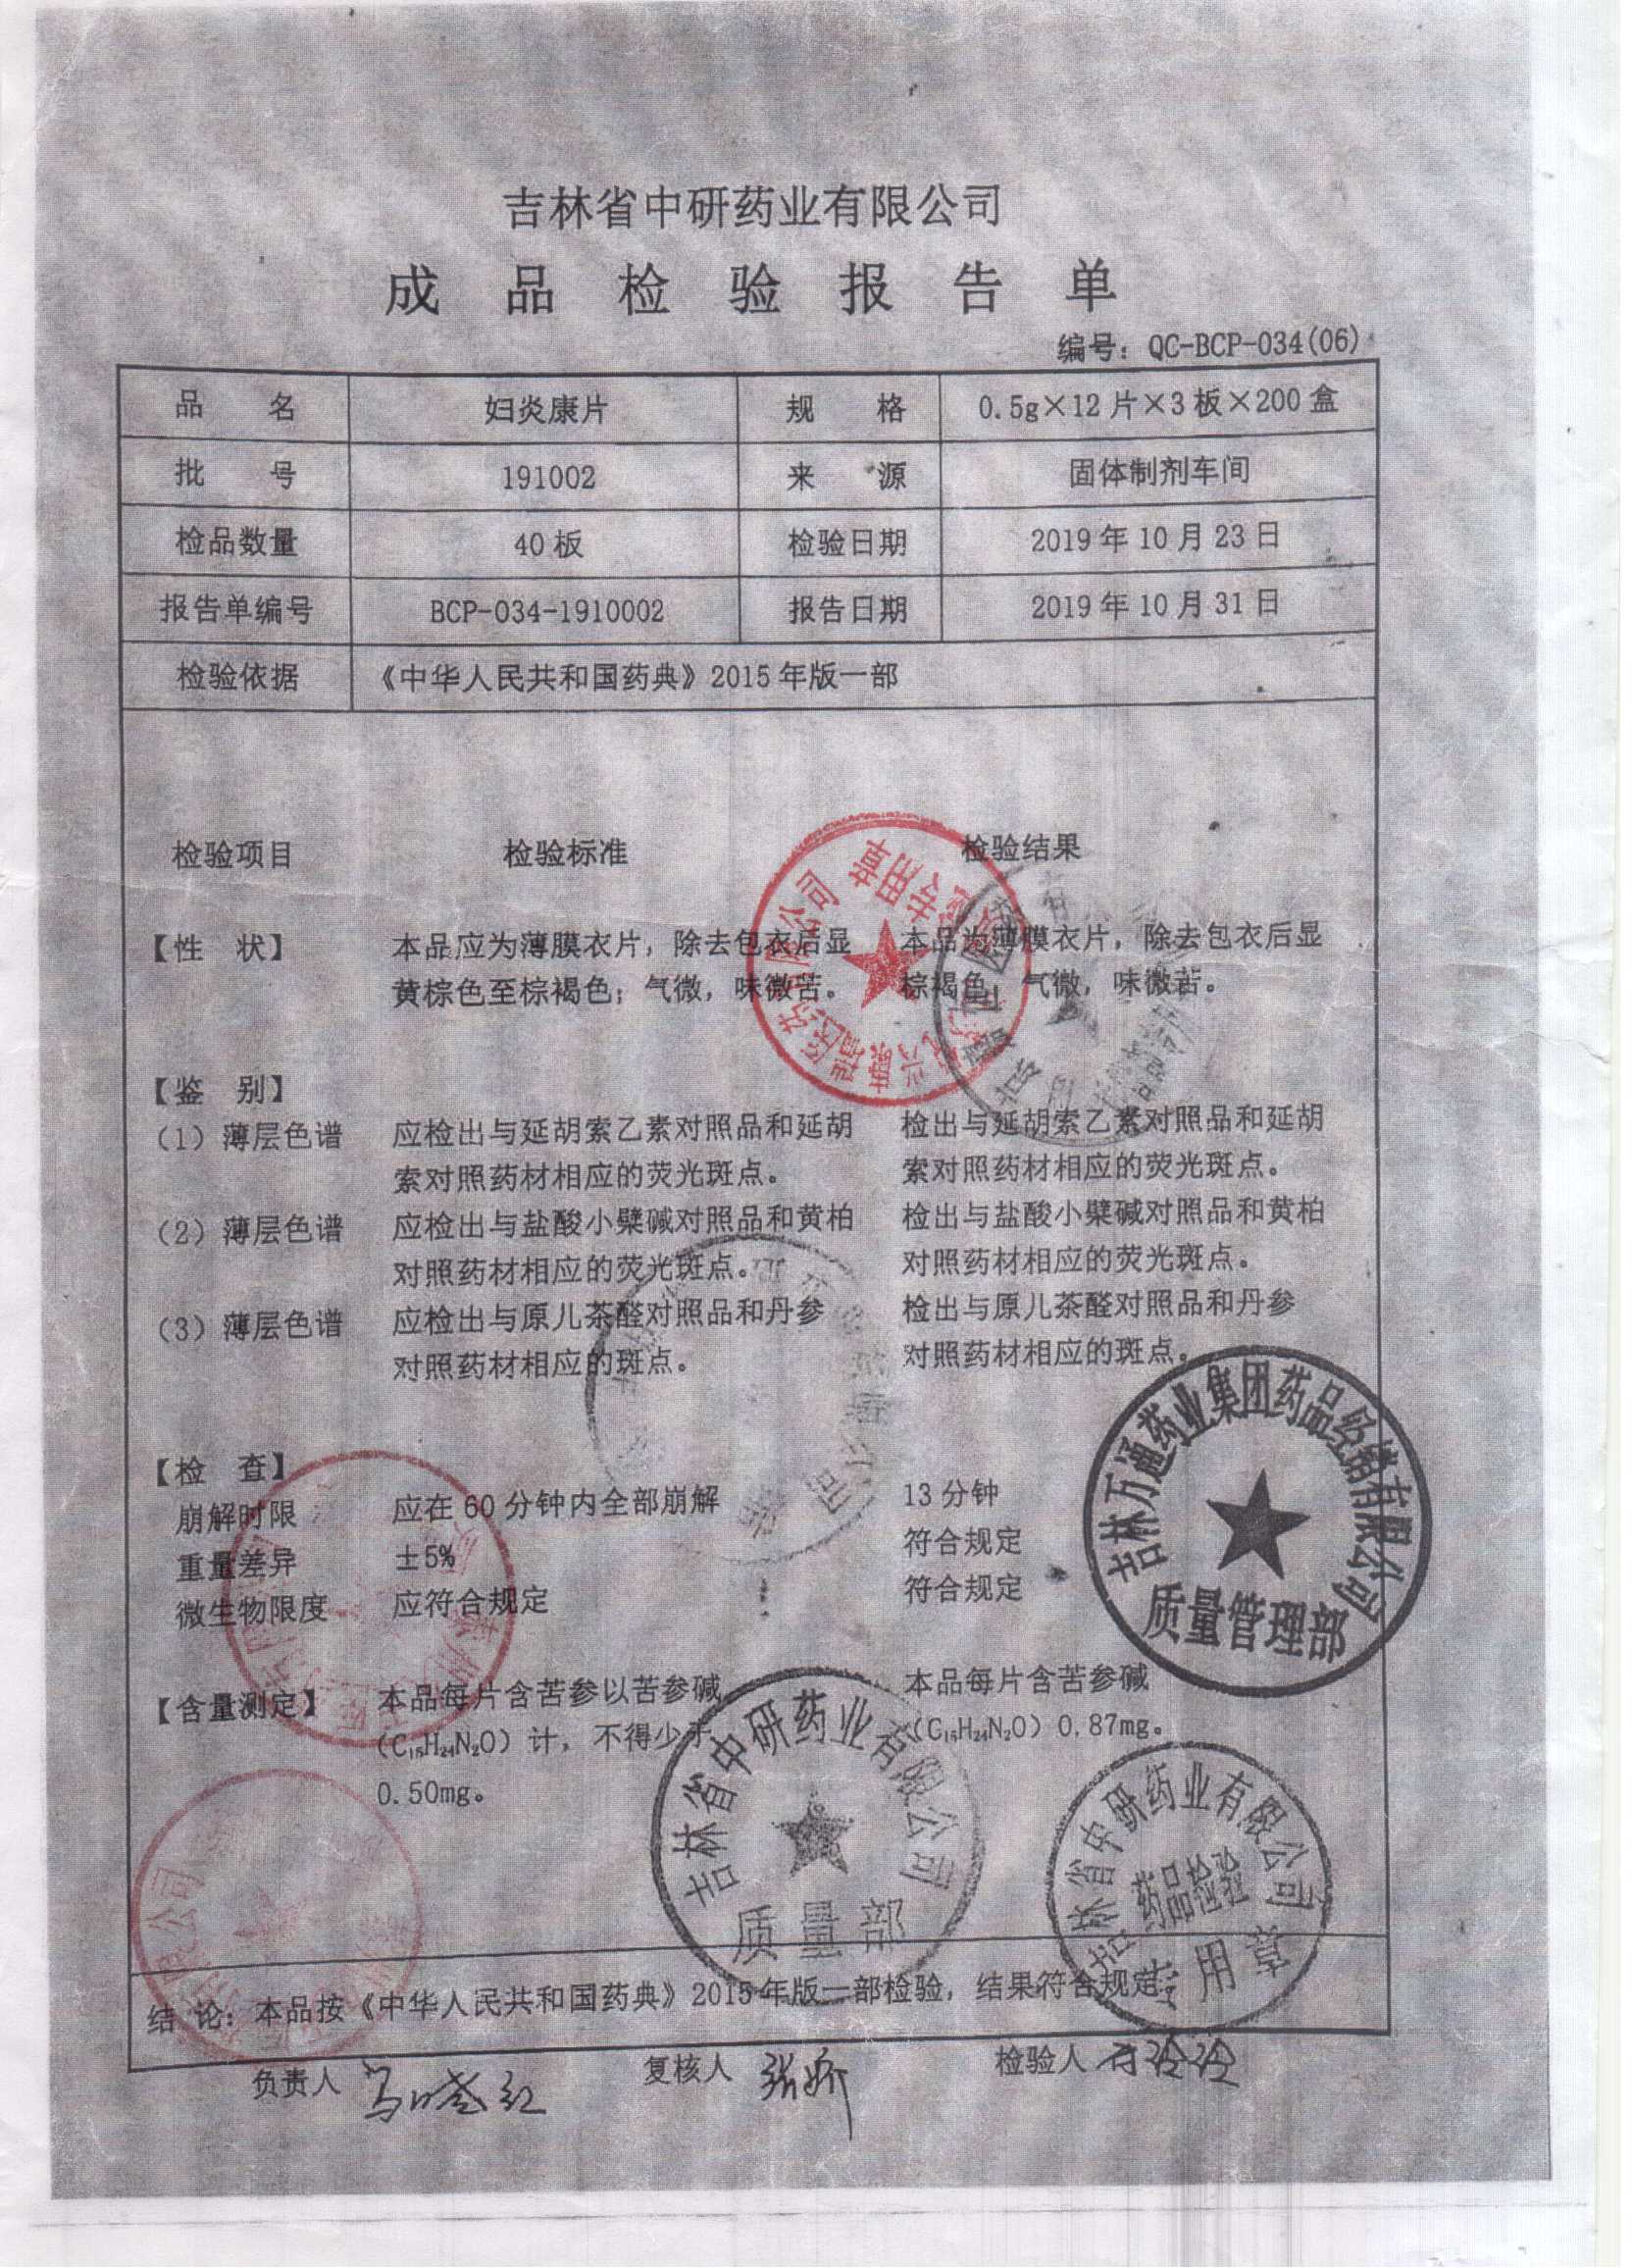 吉林省中研药业有限公司
成品检验报告单
编号：QC-BCP-034(06)
品 名 妇炎康片 规 格 0.5g×12片×3板×200盒
批 号 191002 来 源 固体制剂车间
检品数量 40板 检验日期 2019年10月23日
报告单编号 BCP-034-1910002 报告日期 2019年10月31日
检验依据 《中华人民共和国药典》2015年版一部
检验项目 检验标准 检验结果
【性 状】 本品应为薄膜衣片，除去包衣后显 本品为薄膜衣片，除去包衣后显
黄棕色至棕褐色；气微，味微苦。 棕褐色；气微，味微苦。
【鉴 别】
（1）薄层色谱 应检出与延胡索乙素对照品和延胡 检出与延胡索乙素对照品和延胡
索对照药材相应的荧光斑点。 索对照药材相应的荧光斑点。
（2）薄层色谱 应检出与盐酸小檗碱对照品和黄柏 检出与盐酸小檗碱对照品和黄柏
对照药材相应的荧光斑点。 对照药材相应的荧光斑点。
（3）薄层色谱 应检出与原儿茶醛对照品和丹参 检出与原儿茶醛对照品和丹参
对照药材相应的斑点。 对照药材相应的斑点。
【检 查】
崩解时限 应在60分钟内全部崩解 13分钟
重量差异 ±5% 符合规定
微生物限度 应符合规定 符合规定
吉林万通药业集团药品经销有限公司
质量管理部
【含量测定】 本品每片含苦参以苦参碱 本品每片含苦参碱
（C₁₅H₂₄N₂O）计，不得少于 （C₁₅H₂₄N₂O）0.87mg。
0.50mg。
吉林省中研药业有限公司
质量部
吉林省中研药业有限公司
药品检验
专用章
结 论：本品按《中华人民共和国药典》2015年版一部检验，结果符合规定。
负责人 马晓红 复核人 张娇 检验人